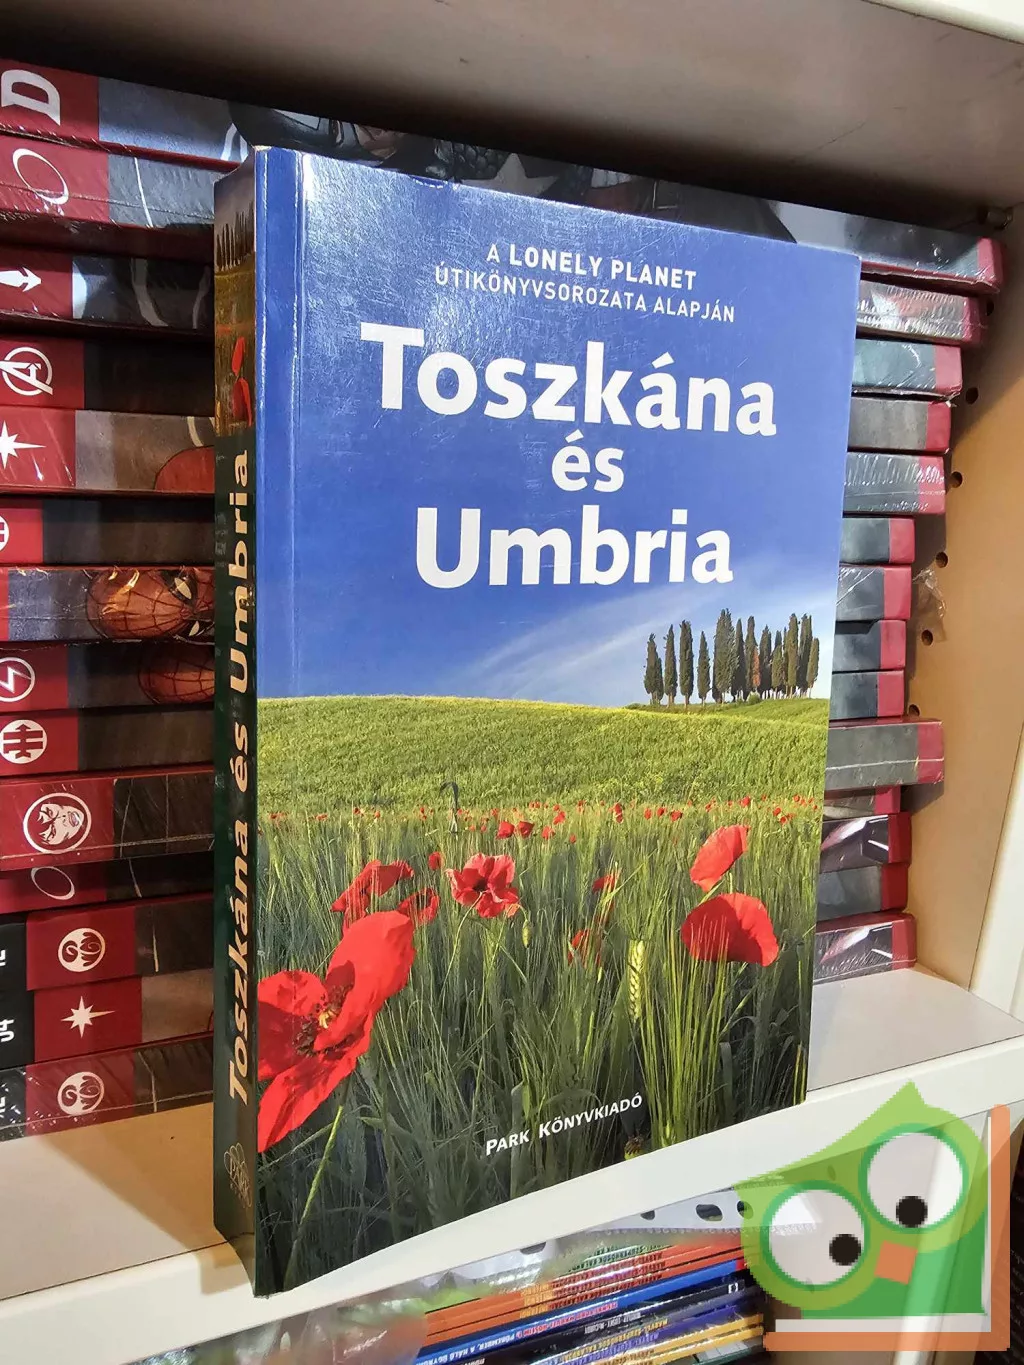 A LONELY PLANET
ÚTIKÖNYVSOROZATA ALAPJÁN
Toszkána
és
Umbria
PARK KÖNYVKIADÓ
Toszkána és Umbria